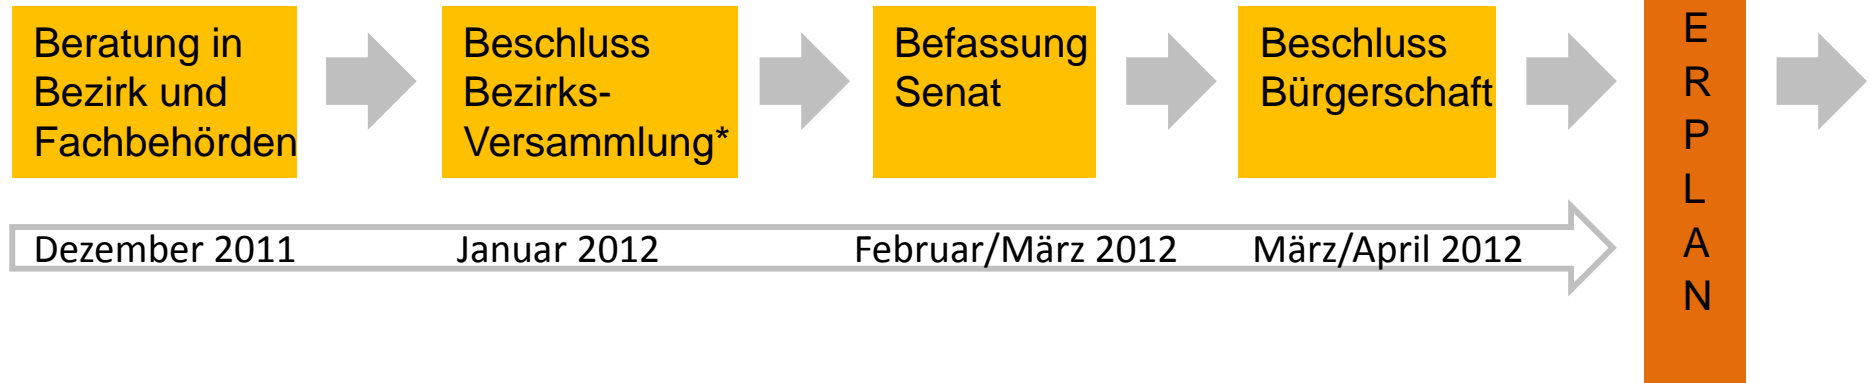 Beratung in
Bezirk und
Fachbehörden
Beschluss
Bezirks-
Versammlung*
Befassung
Senat
Beschluss
Bürgerschaft
E
R
P
L
A
N
Dezember 2011
Januar 2012
Februar/März 2012
März/April 2012